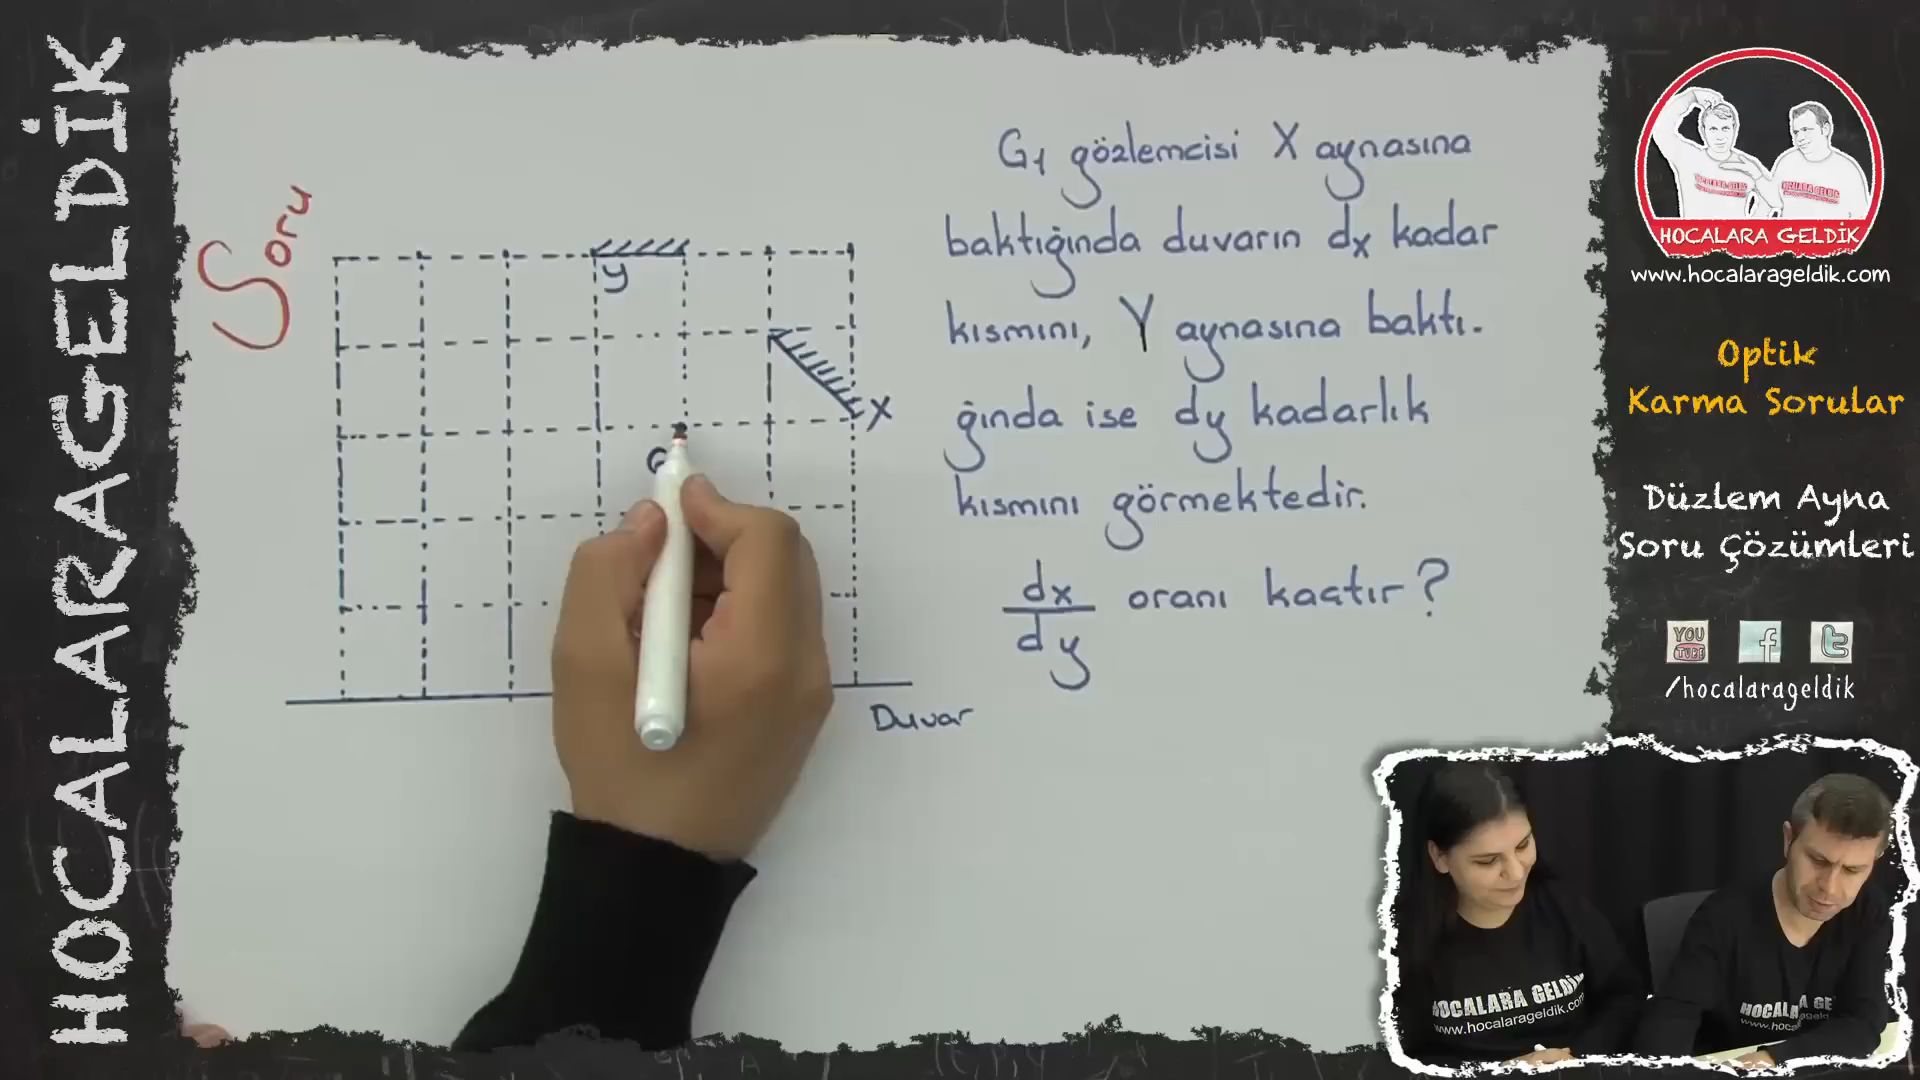 HOCALARAGELDİK
Soru
y
X
G
Duvar
G1 gözlemcisi X aynasına
baktığında duvarın dx kadar
kısmını, Y aynasına baktı-
ğında ise dy kadarlık
kısmını görmektedir.
dx
dy
oranı kaçtır?
HOCALARA GELDİK
www.hocalarageldik.com
Optik
Karma Sorular
Düzlem Ayna
Soru Çözümleri
YOU
TUBE
f
t
/hocalarageldik
HOCALARA GELDİK
www.hocalarageldik.com